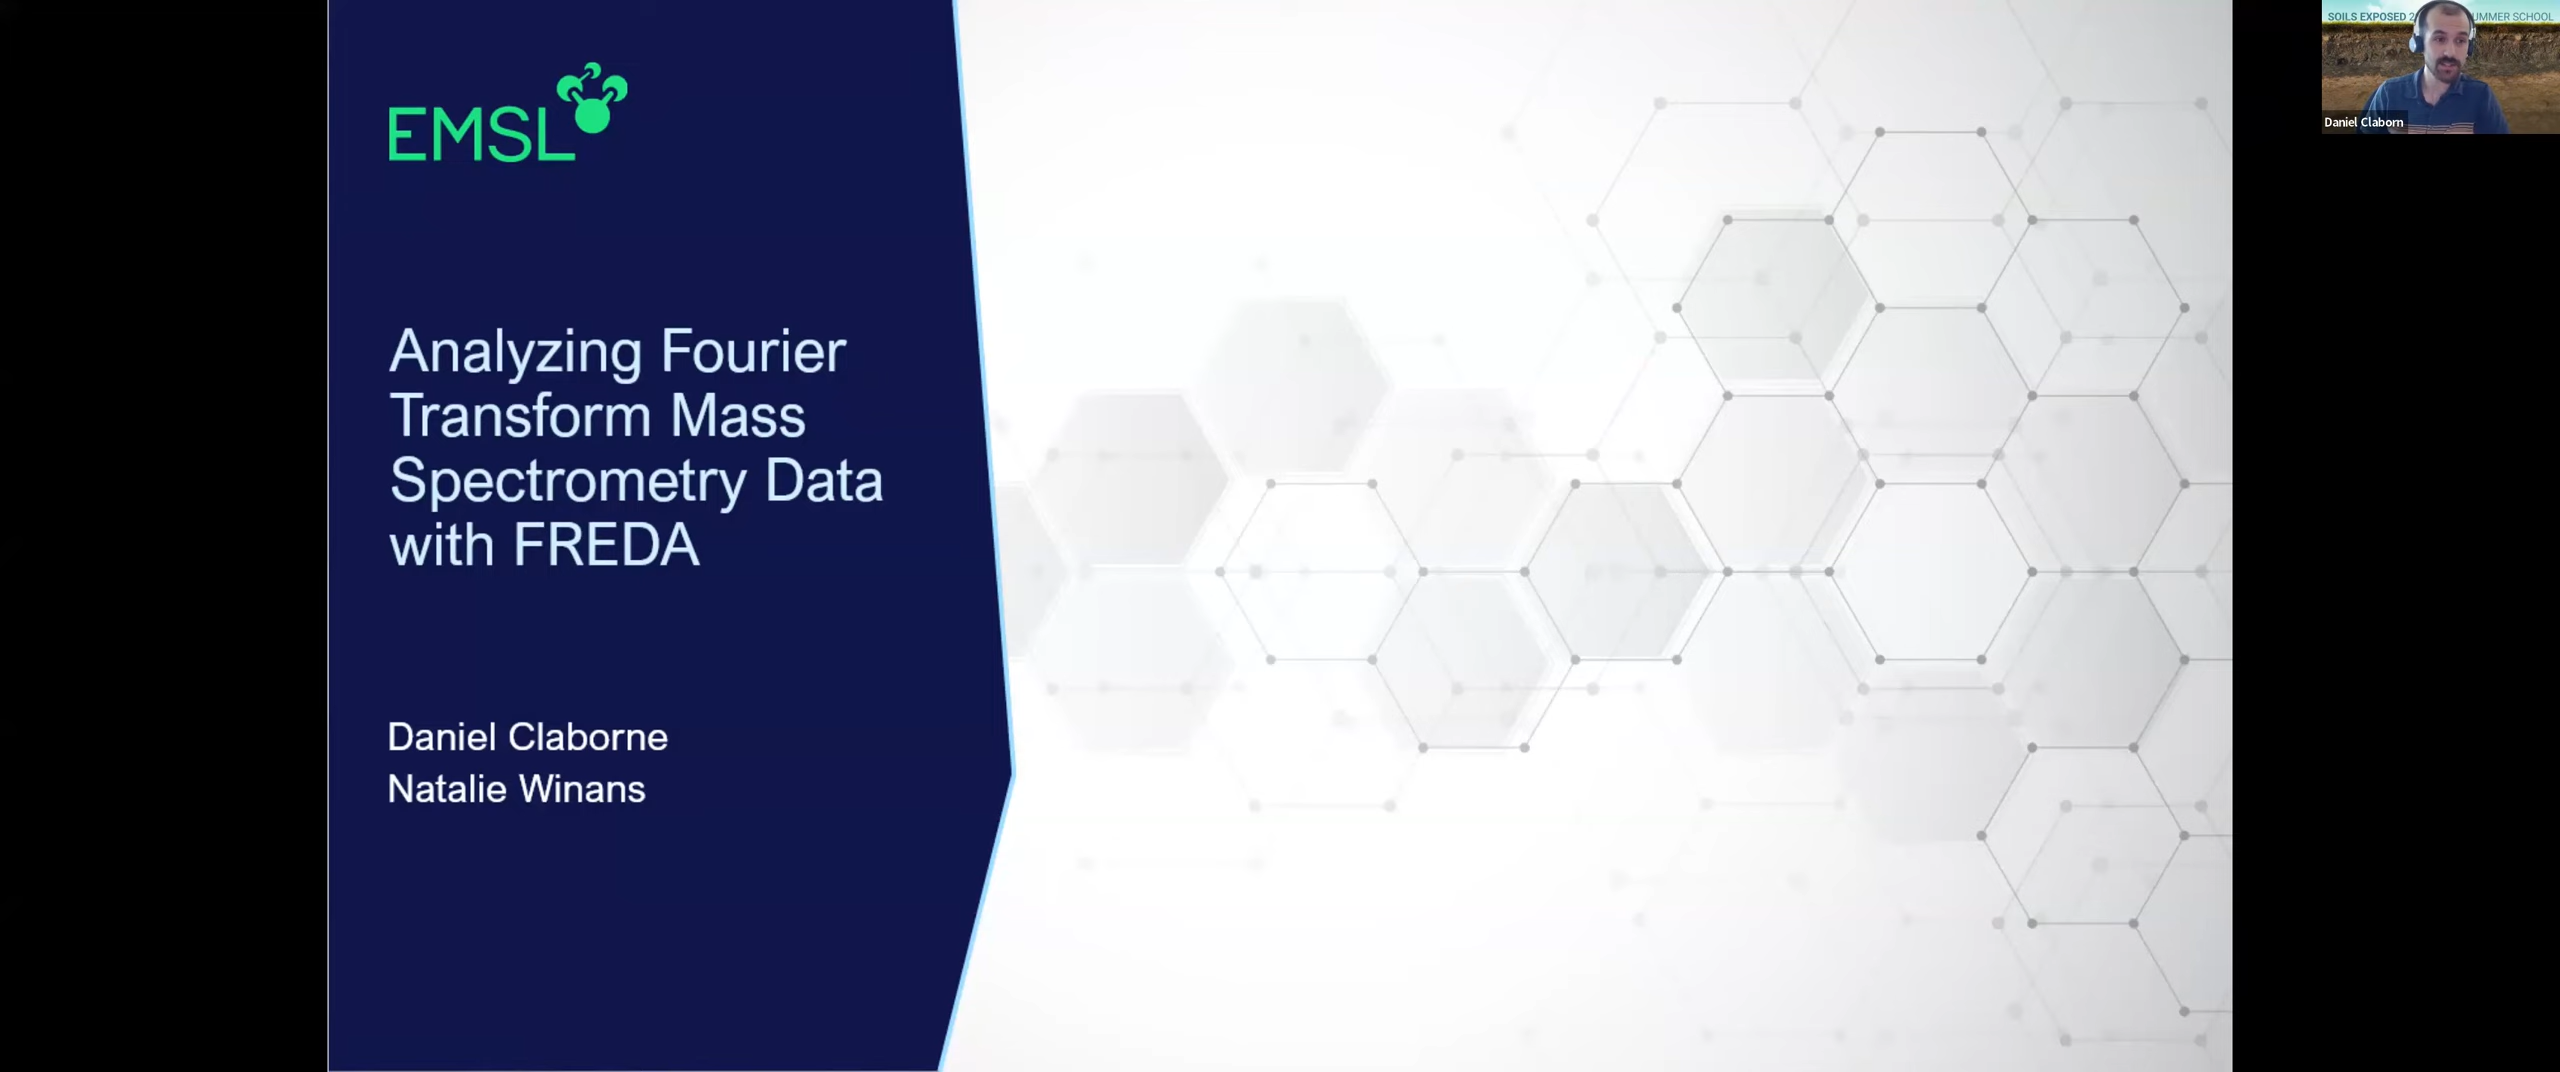 EMSL
Analyzing Fourier
Transform Mass
Spectrometry Data
with FREDA
Daniel Claborne
Natalie Winans
SOILS EXPOSED 2
UMMER SCHOOL
Daniel Claborn